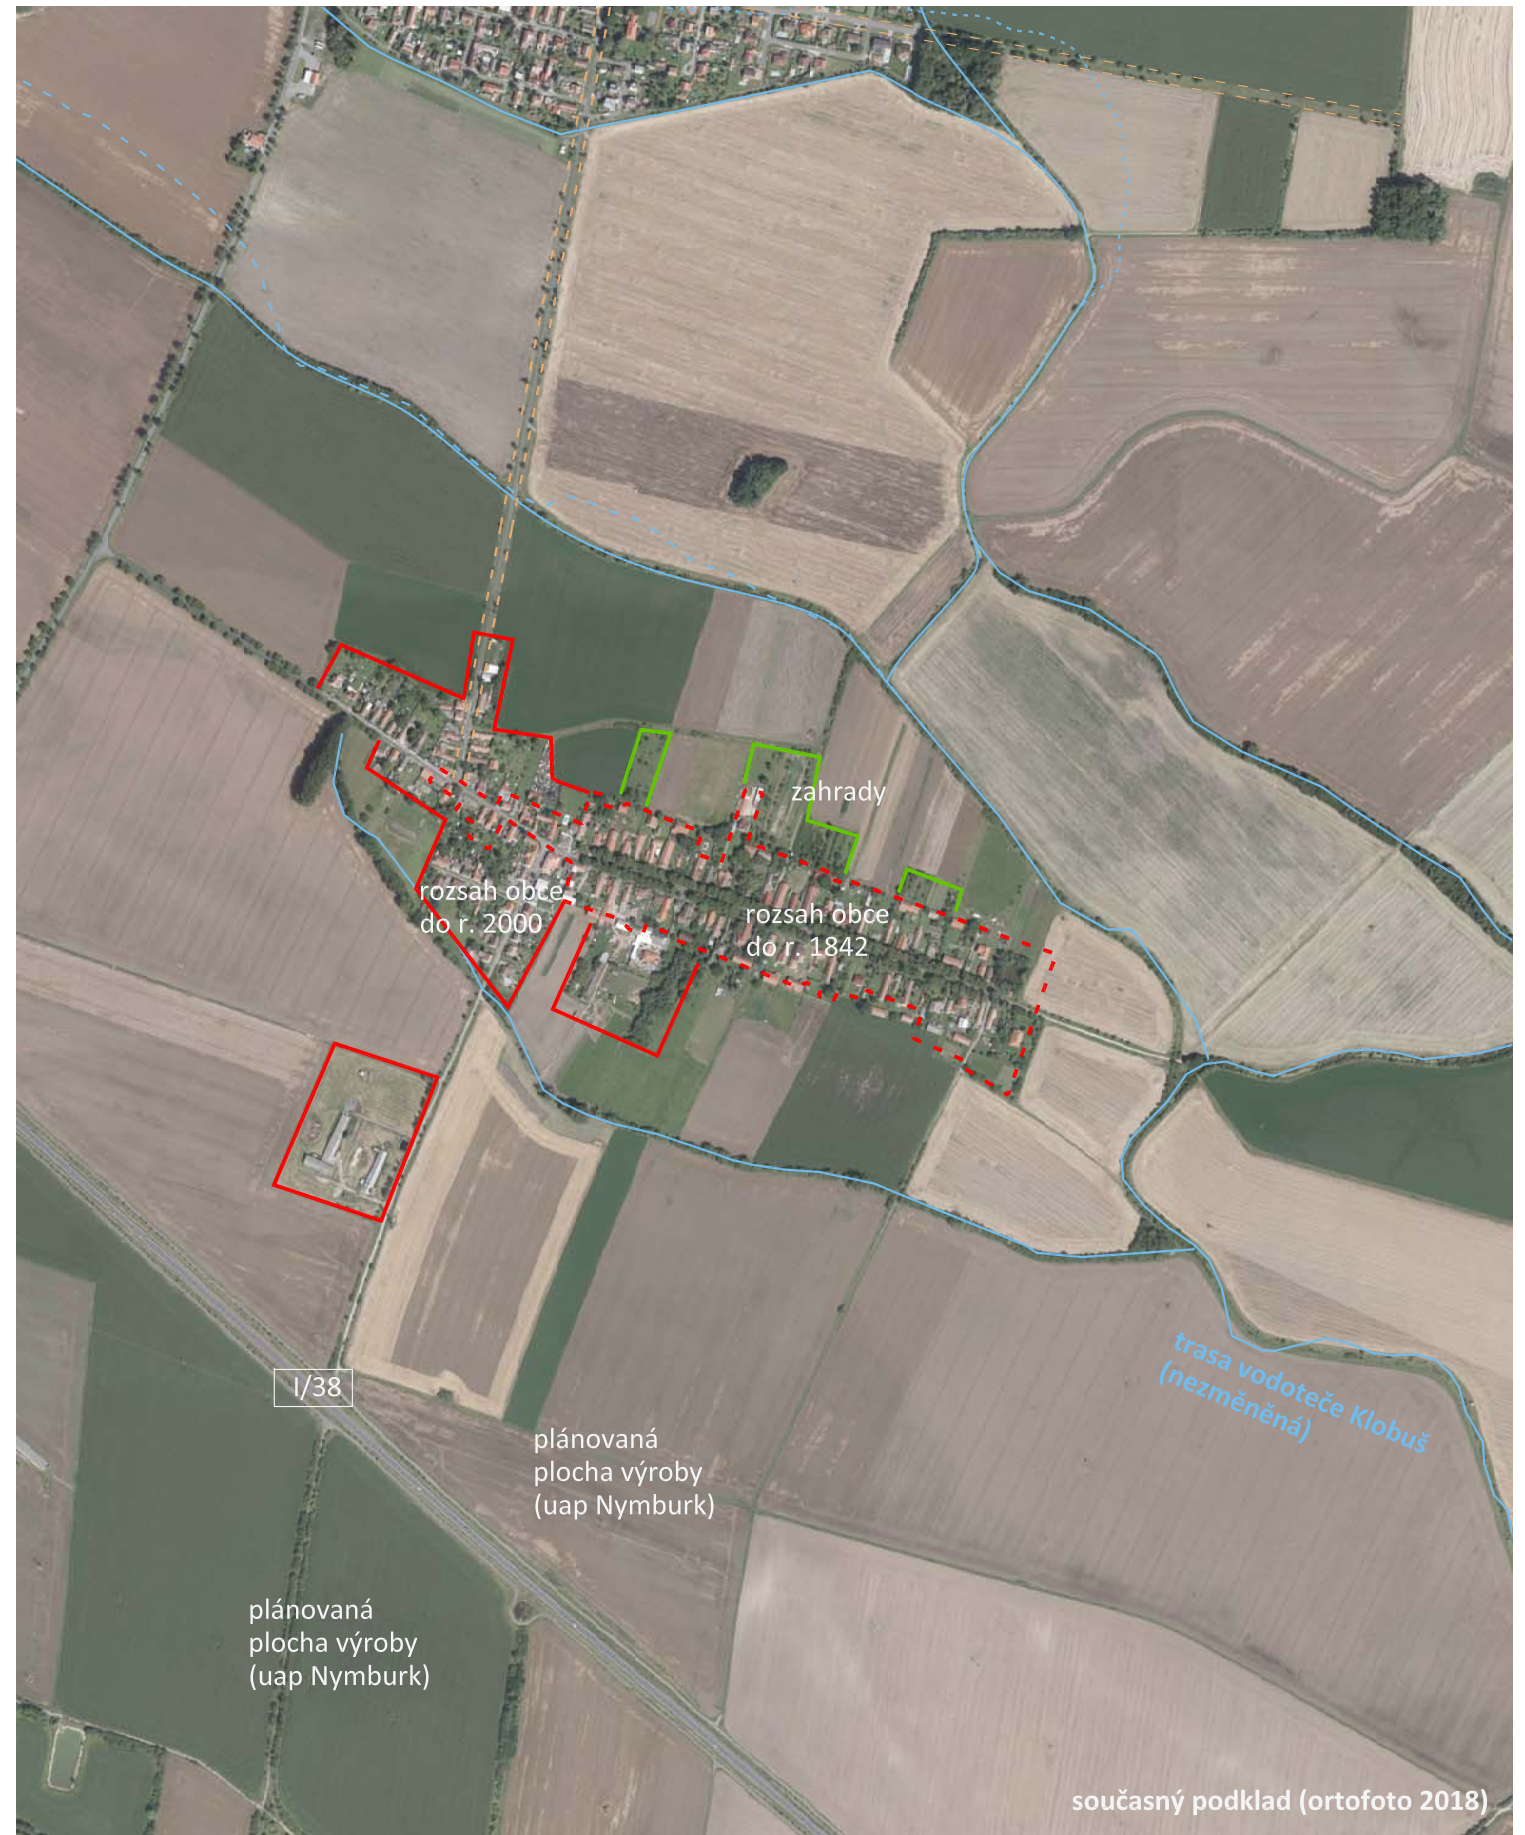 zahrady
rozsah obce
do r. 2000
rozsah obce
do r. 1842
trasa vodoteče Klobuš
(nezměněná)
I/38
plánovaná
plocha výroby
(uap Nymburk)
plánovaná
plocha výroby
(uap Nymburk)
současný podklad (ortofoto 2018)